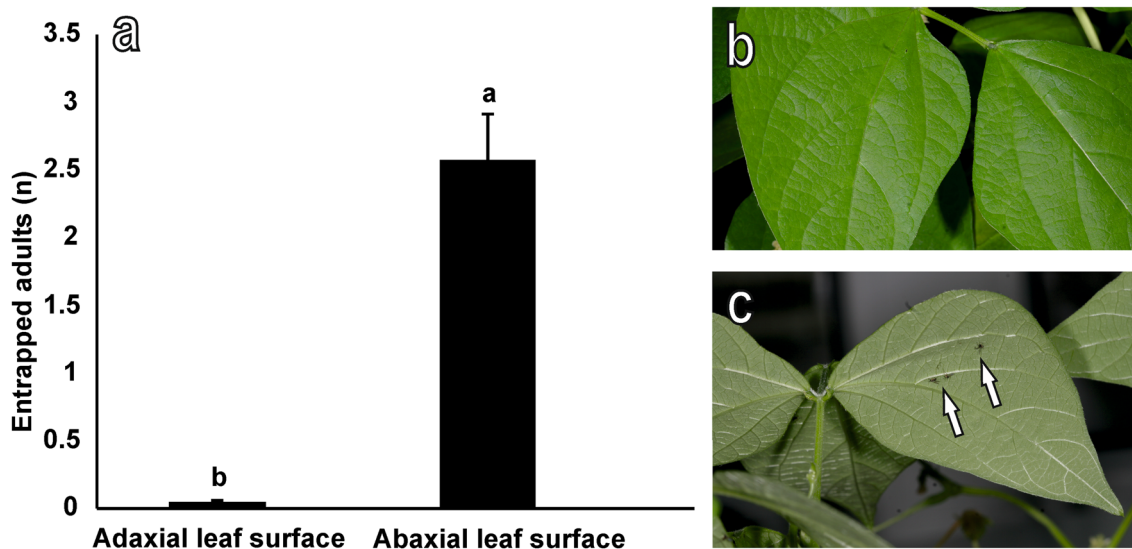 a
3.5
3
2.5
2
1.5
1
0.5
0
Entrapped adults (n)
b
a
Adaxial leaf surface
Abaxial leaf surface
b
c